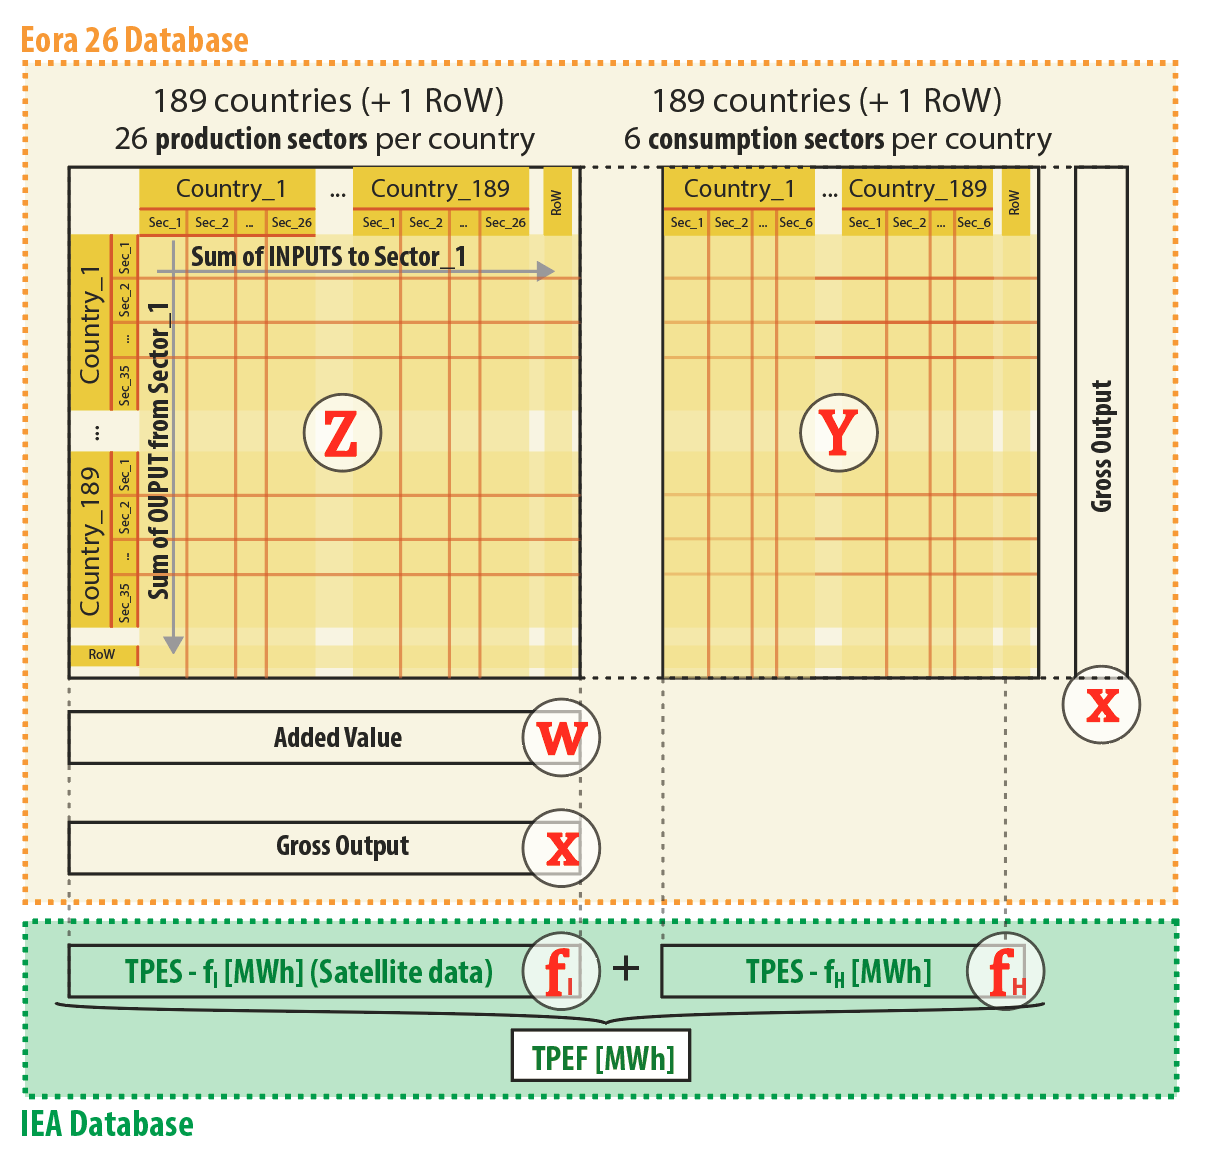 Eora 26 Database
189 countries (+ 1 RoW)
26 production sectors per country
189 countries (+ 1 RoW)
6 consumption sectors per country
Country_1 ... Country_189 RoW
Sec_1 Sec_2 ... Sec_26 Sec_1 Sec_2 ... Sec_26
Country_1 ... Country_189 RoW
Sec_1 Sec_2 ... Sec_6 Sec_1 Sec_2 ... Sec_6
Country_1
Sec_1
Sec_2
...
Sec_35
...
Country_189
Sec_1
Sec_2
...
Sec_35
RoW
Sum of INPUTS to Sector_1
Sum of OUPUT from Sector_1
Z
Y
Gross Output
x
Added Value
w
Gross Output
x
TPES - fI [MWh] (Satellite data)
fI
+
TPES - fH [MWh]
fH
TPEF [MWh]
IEA Database